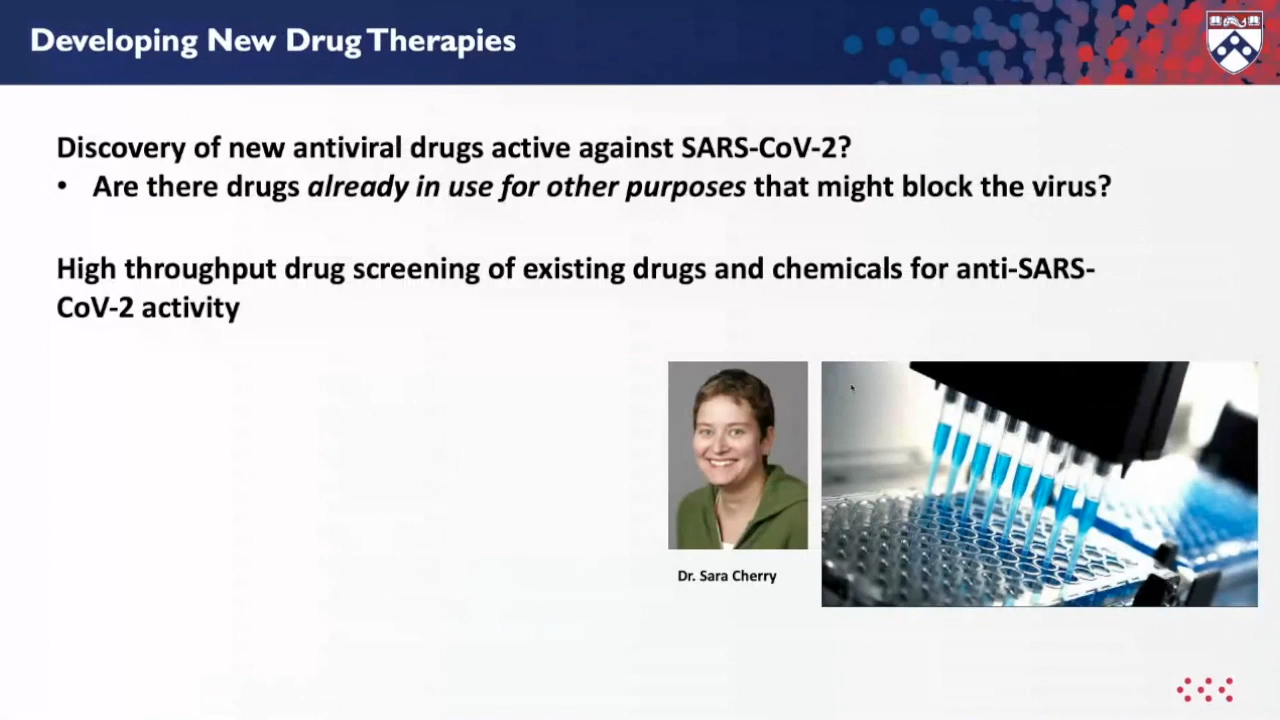 Developing New Drug Therapies
Discovery of new antiviral drugs active against SARS-CoV-2?
• Are there drugs already in use for other purposes that might block the virus?
High throughput drug screening of existing drugs and chemicals for anti-SARS-
CoV-2 activity
Dr. Sara Cherry